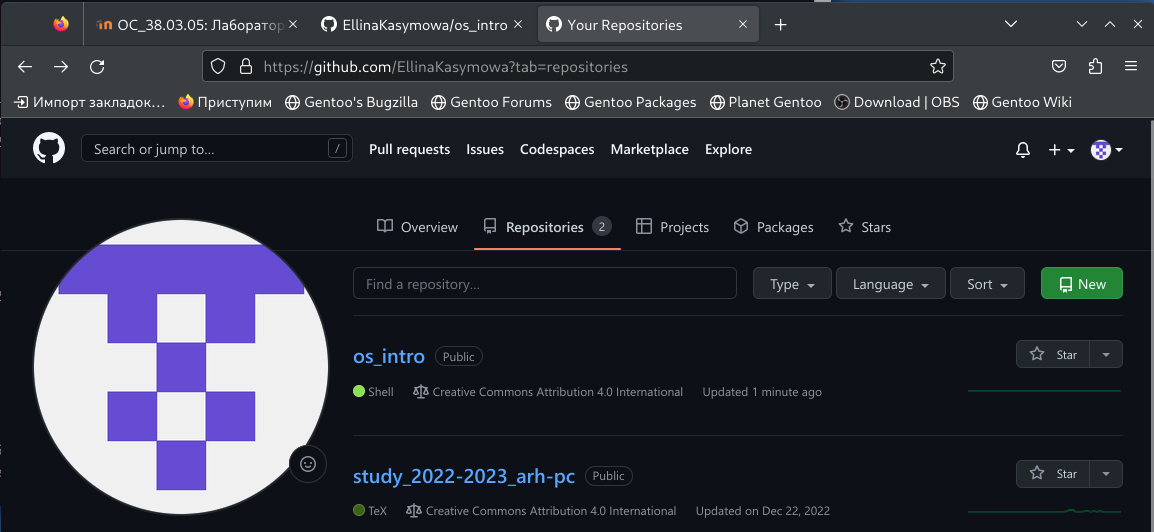 ОС_38.03.05: Лаборатор
EllinaKasymowa/os_intro
Your Repositories
https://github.com/EllinaKasymowa?tab=repositories
Импорт закладок… Приступим Gentoo's Bugzilla Gentoo Forums Gentoo Packages Planet Gentoo Download | OBS Gentoo Wiki
Search or jump to... / Pull requests Issues Codespaces Marketplace Explore
Overview Repositories 2 Projects Packages Stars
Find a repository... Type Language Sort New
os_intro Public Star
Shell Creative Commons Attribution 4.0 International Updated 1 minute ago
study_2022-2023_arh-pc Public Star
TeX Creative Commons Attribution 4.0 International Updated on Dec 22, 2022